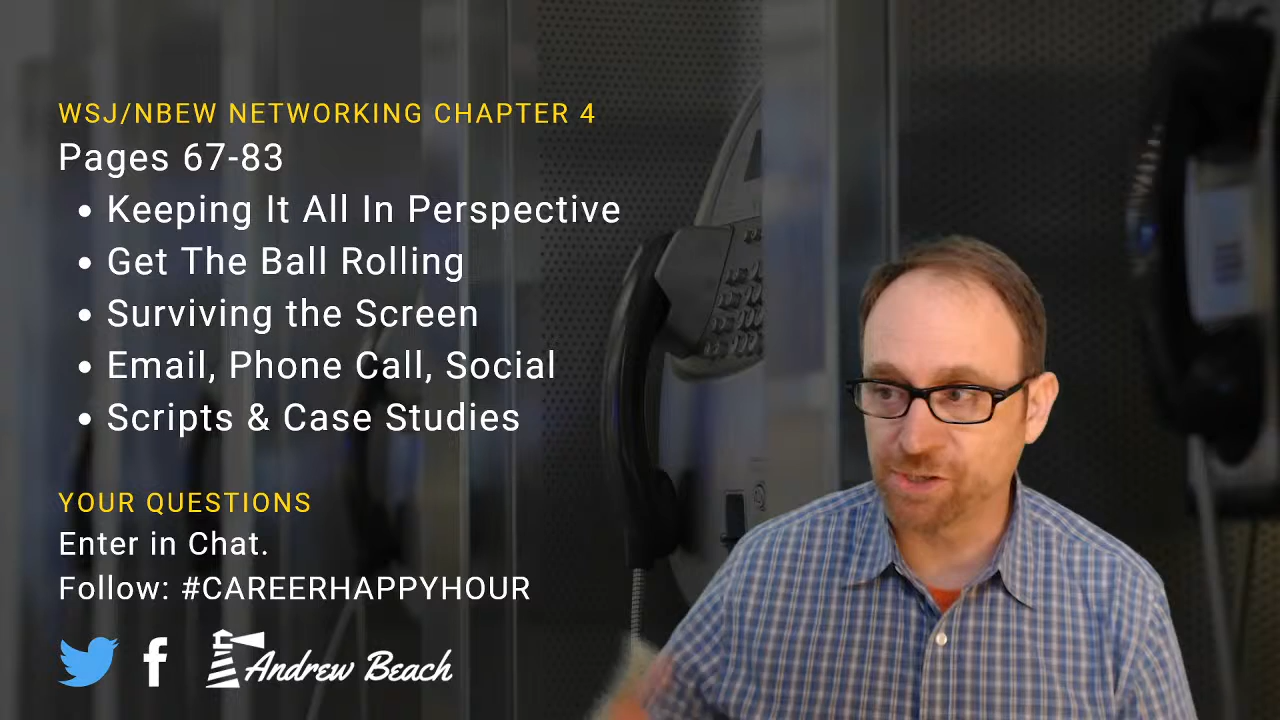 WSJ/NBEW NETWORKING CHAPTER 4
Pages 67-83
• Keeping It All In Perspective
• Get The Ball Rolling
• Surviving the Screen
• Email, Phone Call, Social
• Scripts & Case Studies
YOUR QUESTIONS
Enter in Chat.
Follow: #CAREERHAPPYHOUR
Andrew Beach